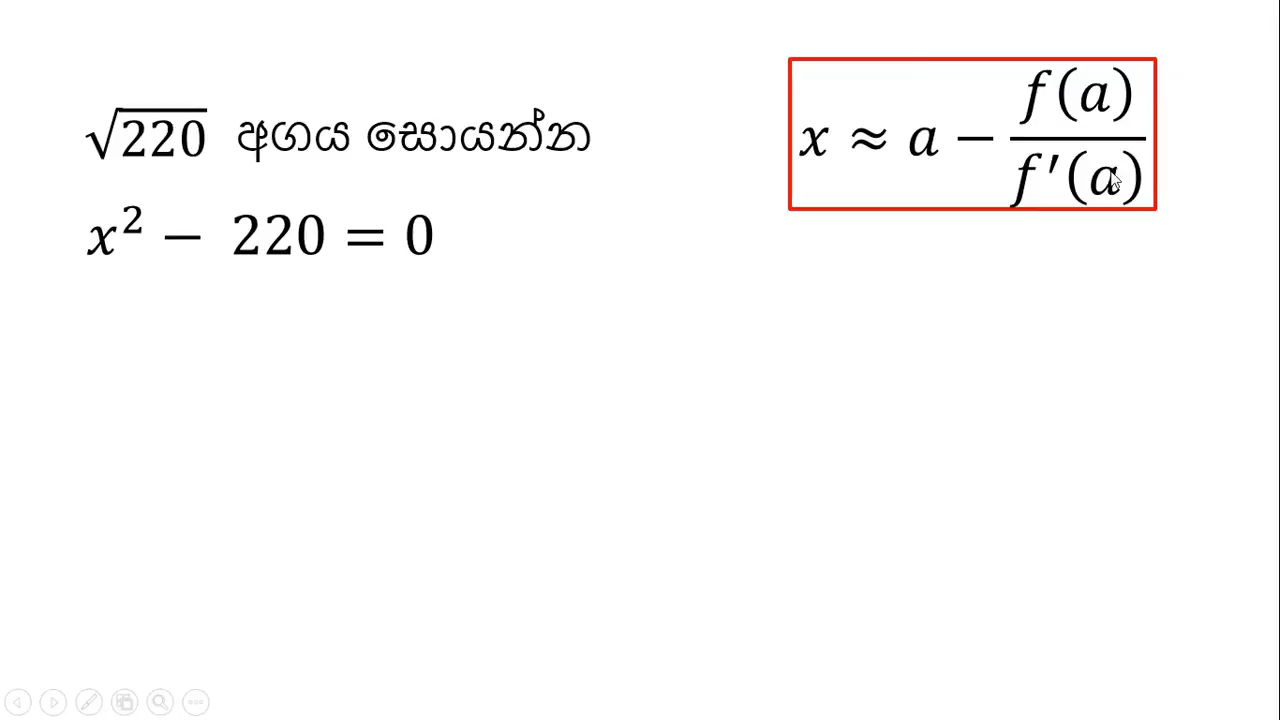 √220 අගය සොයන්න
x² − 220 = 0
x ≈ a − f(a)/f′(a)